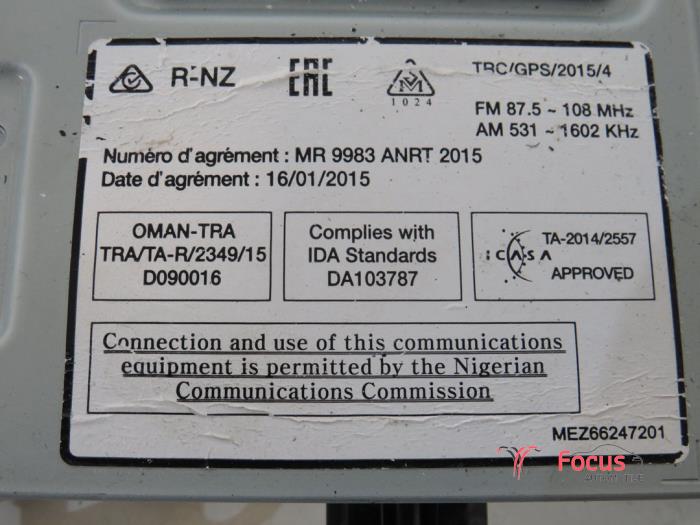 R-NZ
EAC
1024
TRC/GPS/2015/4
FM 87.5 ~ 108 MHz
AM 531 ~ 1602 KHz
Numéro d'agrément : MR 9983 ANRT 2015
Date d'agrément : 16/01/2015
OMAN-TRA
TRA/TA-R/2349/15
D090016
Complies with
IDA Standards
DA103787
ICASA
TA-2014/2557
APPROVED
Connection and use of this communications
equipment is permitted by the Nigerian
Communications Commission
MEZ66247201
Focus
AUTOMOTIVE